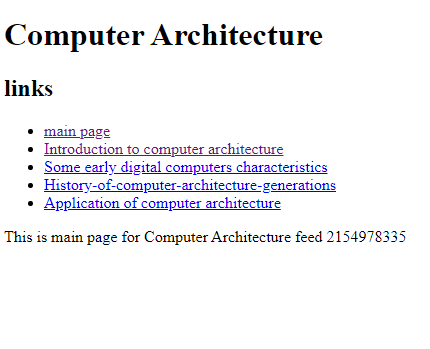 Computer Architecture
links
main page
Introduction to computer architecture
Some early digital computers characteristics
History-of-computer-architecture-generations
Application of computer architecture
This is main page for Computer Architecture feed 2154978335